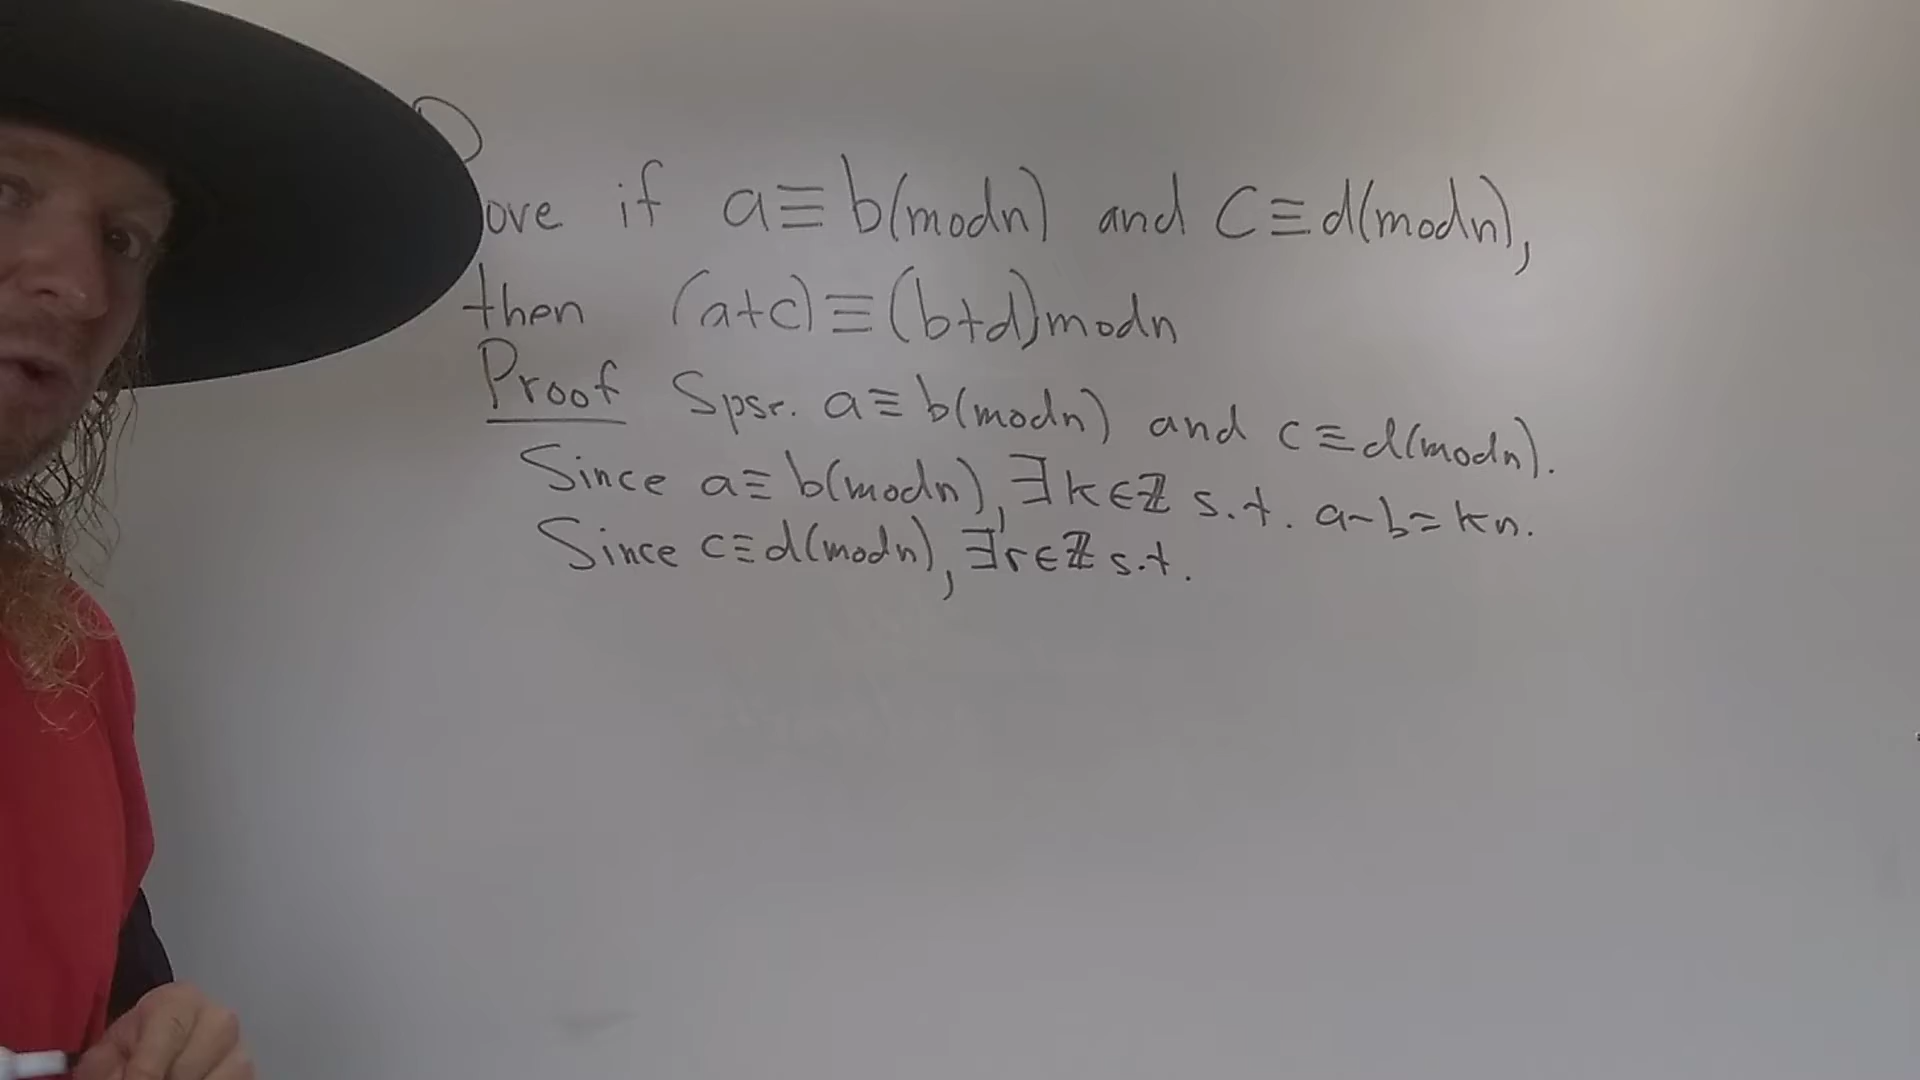 ove if a≡b(modn) and c≡d(modn),
then (a+c)≡(b+d)modn
Proof Spse. a≡b(modn) and c≡d(modn).
Since a≡b(modn), ∃k∈ℤ s.t. a-b=kn.
Since c≡d(modn), ∃r∈ℤ s.t.